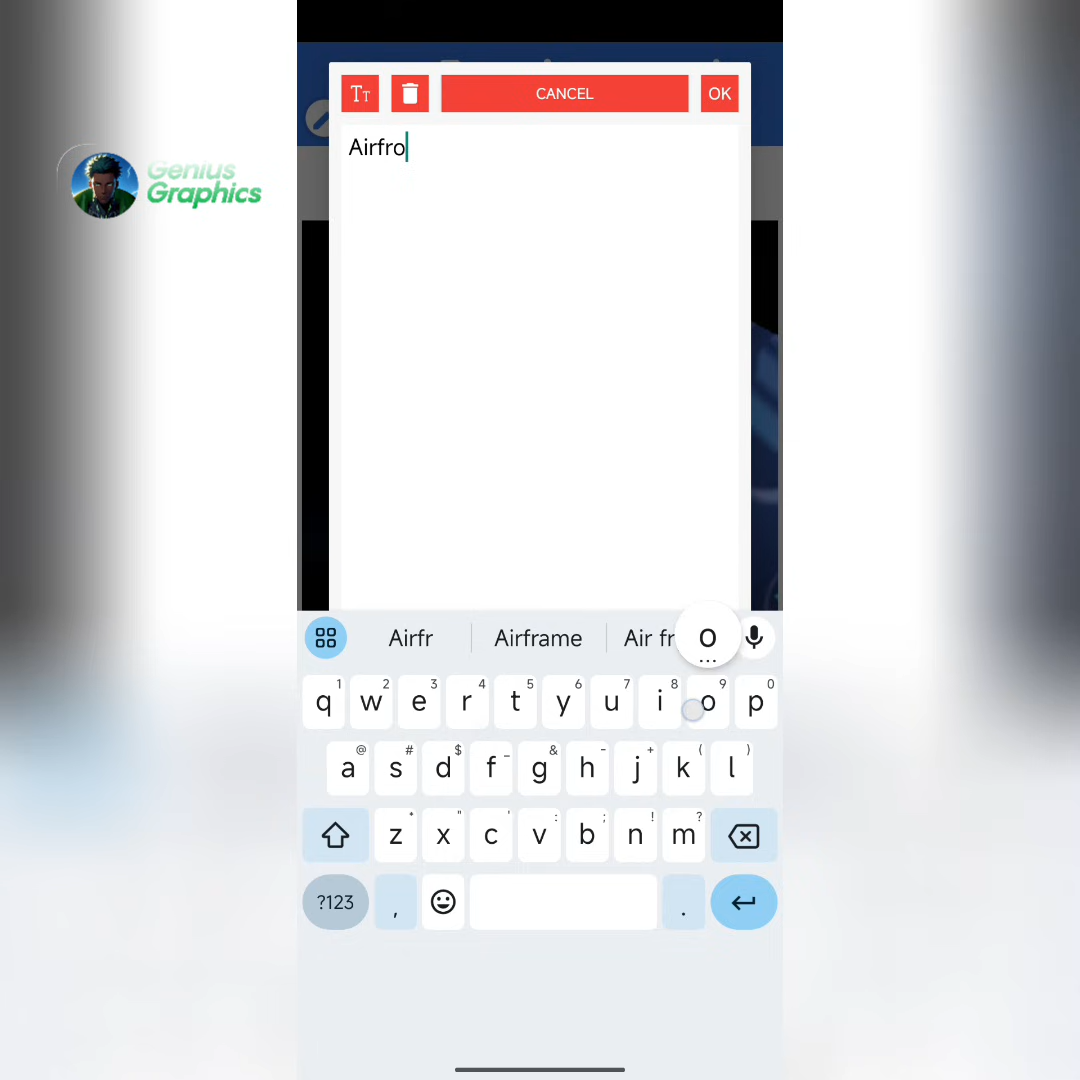 Genius
Graphics
TT CANCEL OK
Airfro
Airfr Airframe Air fr o
...
1 2 3 4 5 6 7 8 9 0
q w e r t y u i o p
@ # $ _ & - + ( )
a s d f g h j k l
* " ' : ; ! ?
z x c v b n m
?123 , .